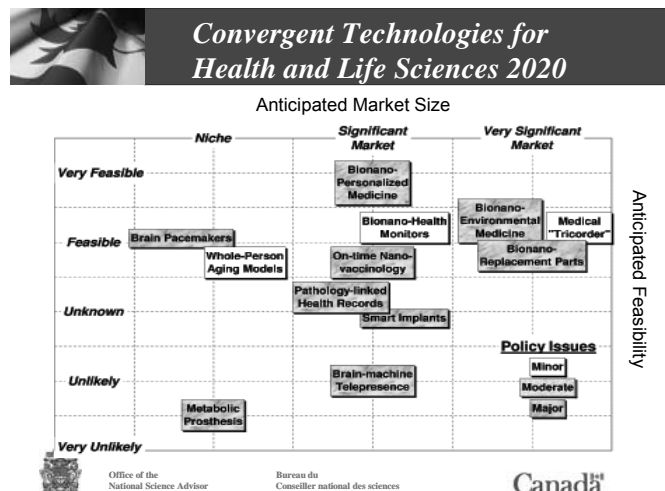 Convergent Technologies for
Health and Life Sciences 2020
Anticipated Market Size
Niche
Significant
Market
Very Significant
Market
Very Feasible
Bionano-
Personalized
Medicine
Bionano-
Environmental
Medicine
Bionano-Health
Monitors
Medical
"Tricorder"
Feasible
Brain Pacemakers
Whole-Person
Aging Models
On-time Nano-
vaccinology
Bionano-
Replacement Parts
Anticipated Feasibility
Pathology-linked
Health Records
Unknown
Smart Implants
Policy Issues
Minor
Moderate
Major
Unlikely
Brain-machine
Telepresence
Metabolic
Prosthesis
Very Unlikely
Office of the
National Science Advisor
Bureau du
Conseiller national des sciences
Canada